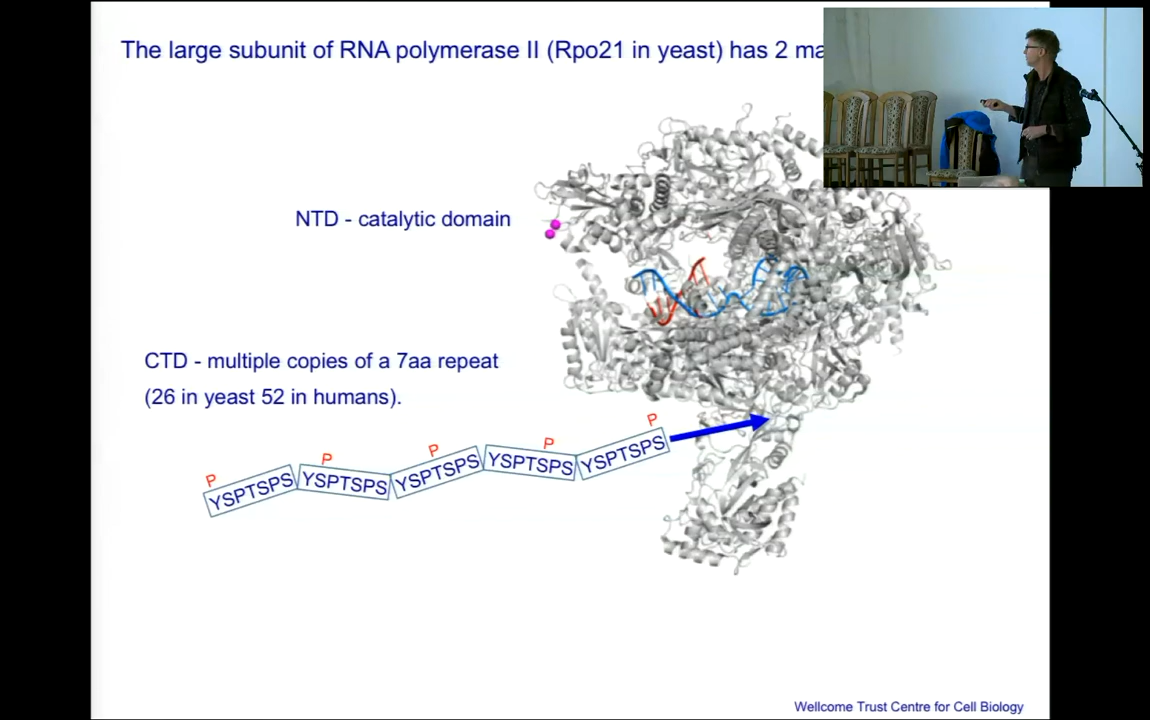 The large subunit of RNA polymerase II (Rpo21 in yeast) has 2
NTD - catalytic domain
CTD - multiple copies of a 7aa repeat
(26 in yeast 52 in humans).
P P P P P
YSPTSPS YSPTSPS YSPTSPS YSPTSPS YSPTSPS
Wellcome Trust Centre for Cell Biology